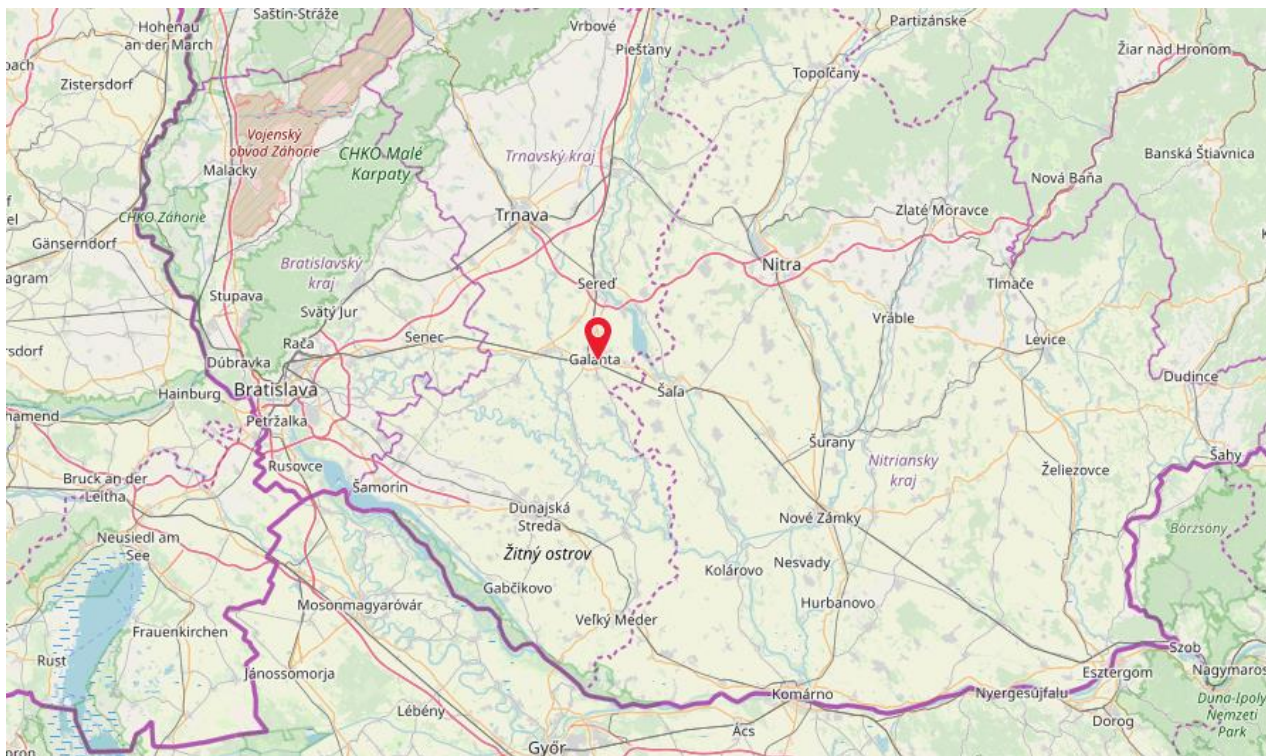 Saštín-Stráže
Hohenau
an der March
Vrbové
Partizánske
Piešťany
Žiar nad Hronom
Topoľčany
Zistersdorf
Vojenský
obvod Záhorie
CHKO Malé
Karpaty
Trnavský kraj
Malacky
Banská Štiavnica
Nová Baňa
CHKO Záhorie
Trnava
Zlaté Moravce
Gänserndorf
Bratislavský
kraj
Nitra
Stupava
Sereď
Tlmače
Svätý Jur
Vráble
Senec
Rača
Levice
Dúbravka
Galanta
Dudince
Hainburg
Bratislava
Šaľa
Petržalka
Šurany
Šahy
Rusovce
Nitriansky
kraj
Želiezovce
Bruck an der
Leitha
Šamorín
Dunajská
Streda
Nové Zámky
Börzsöny
Neusiedl am
See
Žitný ostrov
Kolárovo
Nesvady
Gabčíkovo
Mosonmagyaróvár
Hurbanovo
Veľký Meder
Frauenkirchen
Szob
Rust
Jánossomorja
Esztergom
Nagymaros
Komárno
Nyergesújfalu
Duna-Ipoly
Nemzeti
Park
Lébény
Ács
Dorog
Győr